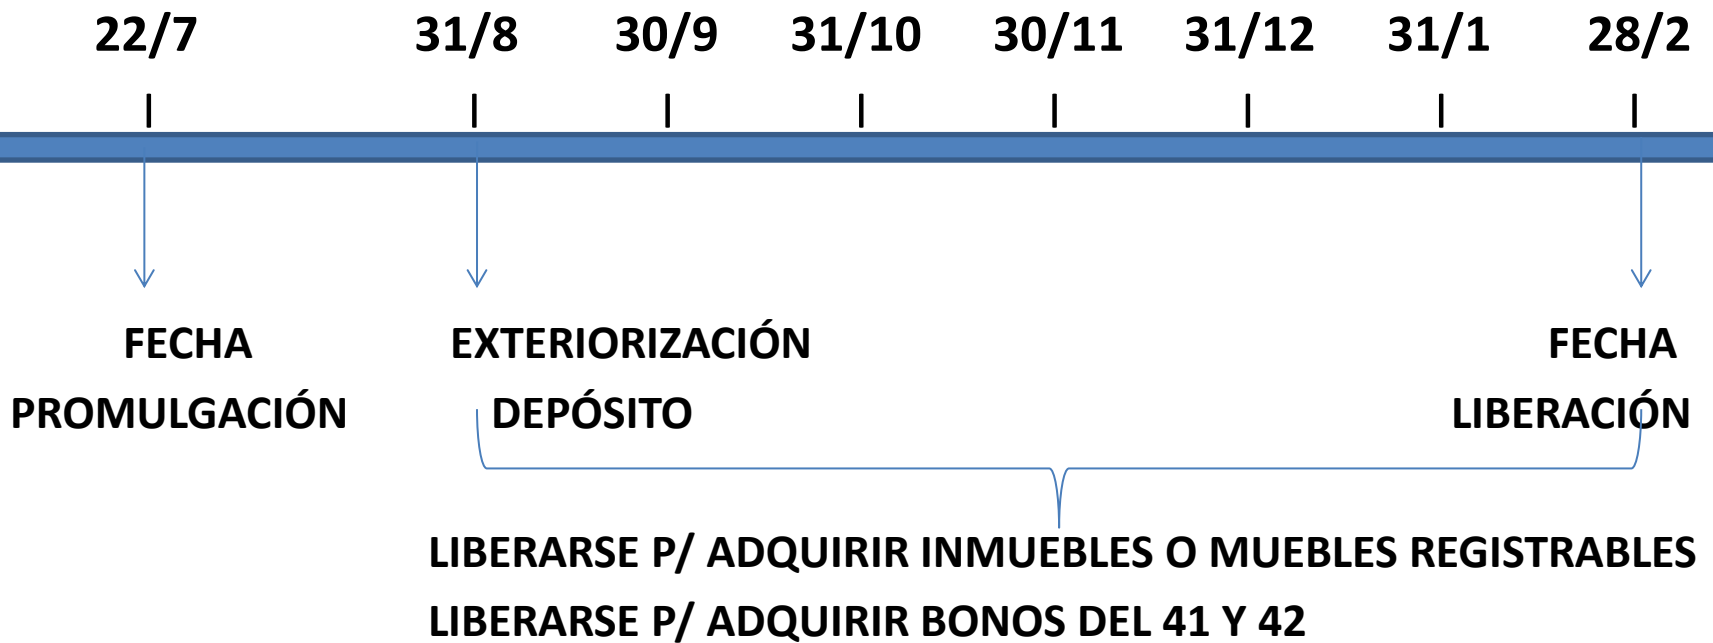 22/7 31/8 30/9 31/10 30/11 31/12 31/1 28/2
FECHA EXTERIORIZACIÓN FECHA
PROMULGACIÓN DEPÓSITO LIBERACIÓN
LIBERARSE P/ ADQUIRIR INMUEBLES O MUEBLES REGISTRABLES
LIBERARSE P/ ADQUIRIR BONOS DEL 41 Y 42